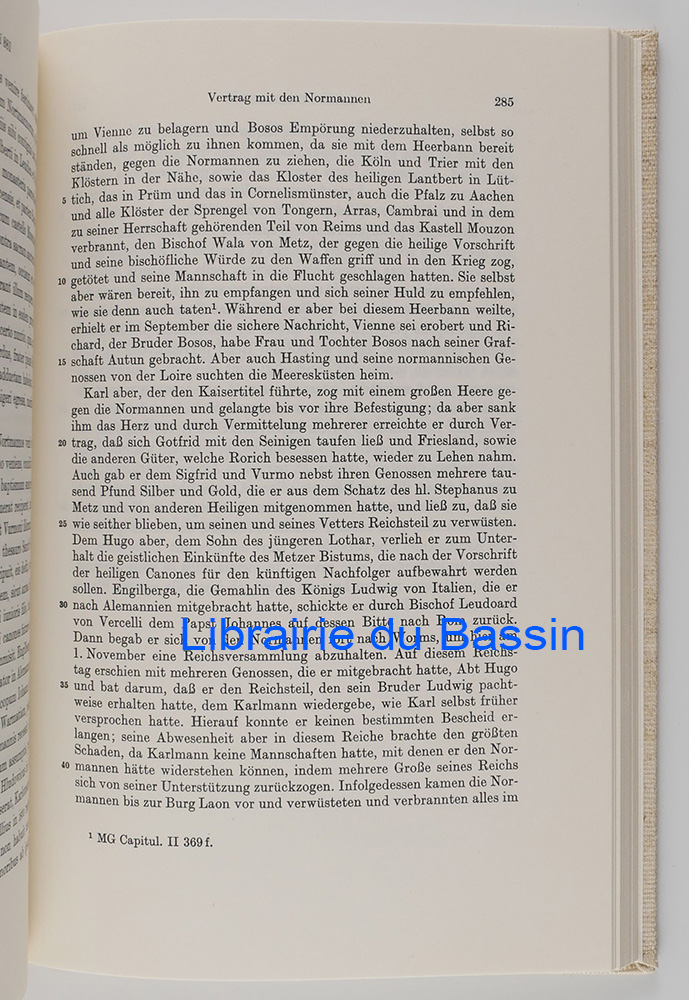 Vertrag mit den Normannen 285
um Vienne zu belagern und Bosos Empörung niederzuhalten, selbst so
schnell als möglich zu ihnen kommen, da sie mit dem Heerbann bereit
ständen, gegen die Normannen zu ziehen, die Köln und Trier mit den
Klöstern in der Nähe, sowie das Kloster des heiligen Lantbert in Lüt-
5 tich, das in Prüm und das in Cornelismünster, auch die Pfalz zu Aachen
und alle Klöster der Sprengel von Tongern, Arras, Cambrai und in dem
zu seiner Herrschaft gehörenden Teil von Reims und das Kastell Mouzon
verbrannt, den Bischof Wala von Metz, der gegen die heilige Vorschrift
und seine bischöfliche Würde zu den Waffen griff und in den Krieg zog,
10 getötet und seine Mannschaft in die Flucht geschlagen hatten. Sie selbst
aber wären bereit, ihn zu empfangen und sich seiner Huld zu empfehlen,
wie sie denn auch taten¹. Während er aber bei diesem Heerbann weilte,
erhielt er im September die sichere Nachricht, Vienne sei erobert und Ri-
chard, der Bruder Bosos, habe Frau und Tochter Bosos nach seiner Graf-
15 schaft Autun gebracht. Aber auch Hasting und seine normannischen Ge-
nossen von der Loire suchten die Meeresküsten heim.
Karl aber, der den Kaisertitel führte, zog mit einem großen Heere ge-
gen die Normannen und gelangte bis vor ihre Befestigung; da aber sank
ihm das Herz und durch Vermittelung mehrerer erreichte er durch Ver-
20 trag, daß sich Gotfrid mit den Seinigen taufen ließ und Friesland, sowie
die anderen Güter, welche Rorich besessen hatte, wieder zu Lehen nahm.
Auch gab er dem Sigfrid und Vurmo nebst ihren Genossen mehrere tau-
send Pfund Silber und Gold, die er aus dem Schatz des hl. Stephanus zu
Metz und von anderen Heiligen mitgenommen hatte, und ließ zu, daß sie
25 wie seither blieben, um seinen und seines Vetters Reichsteil zu verwüsten.
Dem Hugo aber, dem Sohn des jüngeren Lothar, verlieh er zum Unter-
halt die geistlichen Einkünfte des Metzer Bistums, die nach der Vorschrift
der heiligen Canones für den künftigen Nachfolger aufbewahrt werden
sollen. Engilberga, die Gemahlin des Königs Ludwig von Italien, die er
30 nach Alemannien mitgebracht hatte, schickte er durch Bischof Leudoard
von Vercelli dem Papst Johannes auf dessen Bitte nach Rom zurück.
Librairie du Bassin
Dann begab er sich von den Normannen fort nach Worms, um hier am
1. November eine Reichsversammlung abzuhalten. Auf diesem Reichs-
tag erschien mit mehreren Genossen, die er mitgebracht hatte, Abt Hugo
35 und bat darum, daß er den Reichsteil, den sein Bruder Ludwig pacht-
weise erhalten hatte, dem Karlmann wiedergebe, wie Karl selbst früher
versprochen hatte. Hierauf konnte er keinen bestimmten Bescheid er-
langen; seine Abwesenheit aber in diesem Reiche brachte den größten
Schaden, da Karlmann keine Mannschaften hatte, mit denen er den Nor-
40 mannen hätte widerstehen können, indem mehrere Große seines Reichs
sich von seiner Unterstützung zurückzogen. Infolgedessen kamen die Nor-
mannen bis zur Burg Laon vor und verwüsteten und verbrannten alles im
¹ MG Capitul. II 369 f.